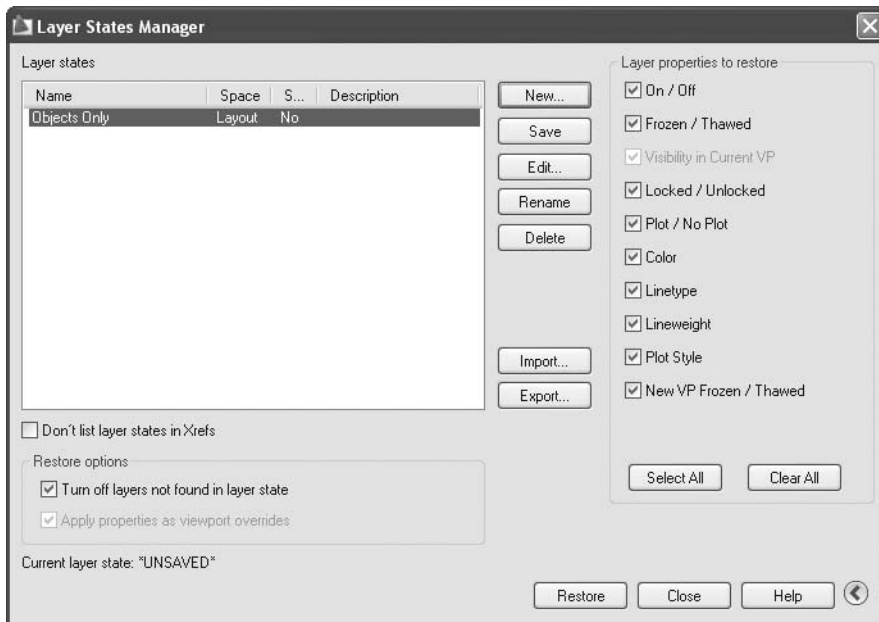 Layer States Manager
Layer states
Name Space S... Description
Objects Only Layout No
New...
Save
Edit...
Rename
Delete
Import...
Export...
Don't list layer states in Xrefs
Restore options
Turn off layers not found in layer state
Apply properties as viewport overrides
Current layer state: "UNSAVED"
Layer properties to restore
On / Off
Frozen / Thawed
Visibility in Current VP
Locked / Unlocked
Plot / No Plot
Color
Linetype
Lineweight
Plot Style
New VP Frozen / Thawed
Select All Clear All
Restore Close Help